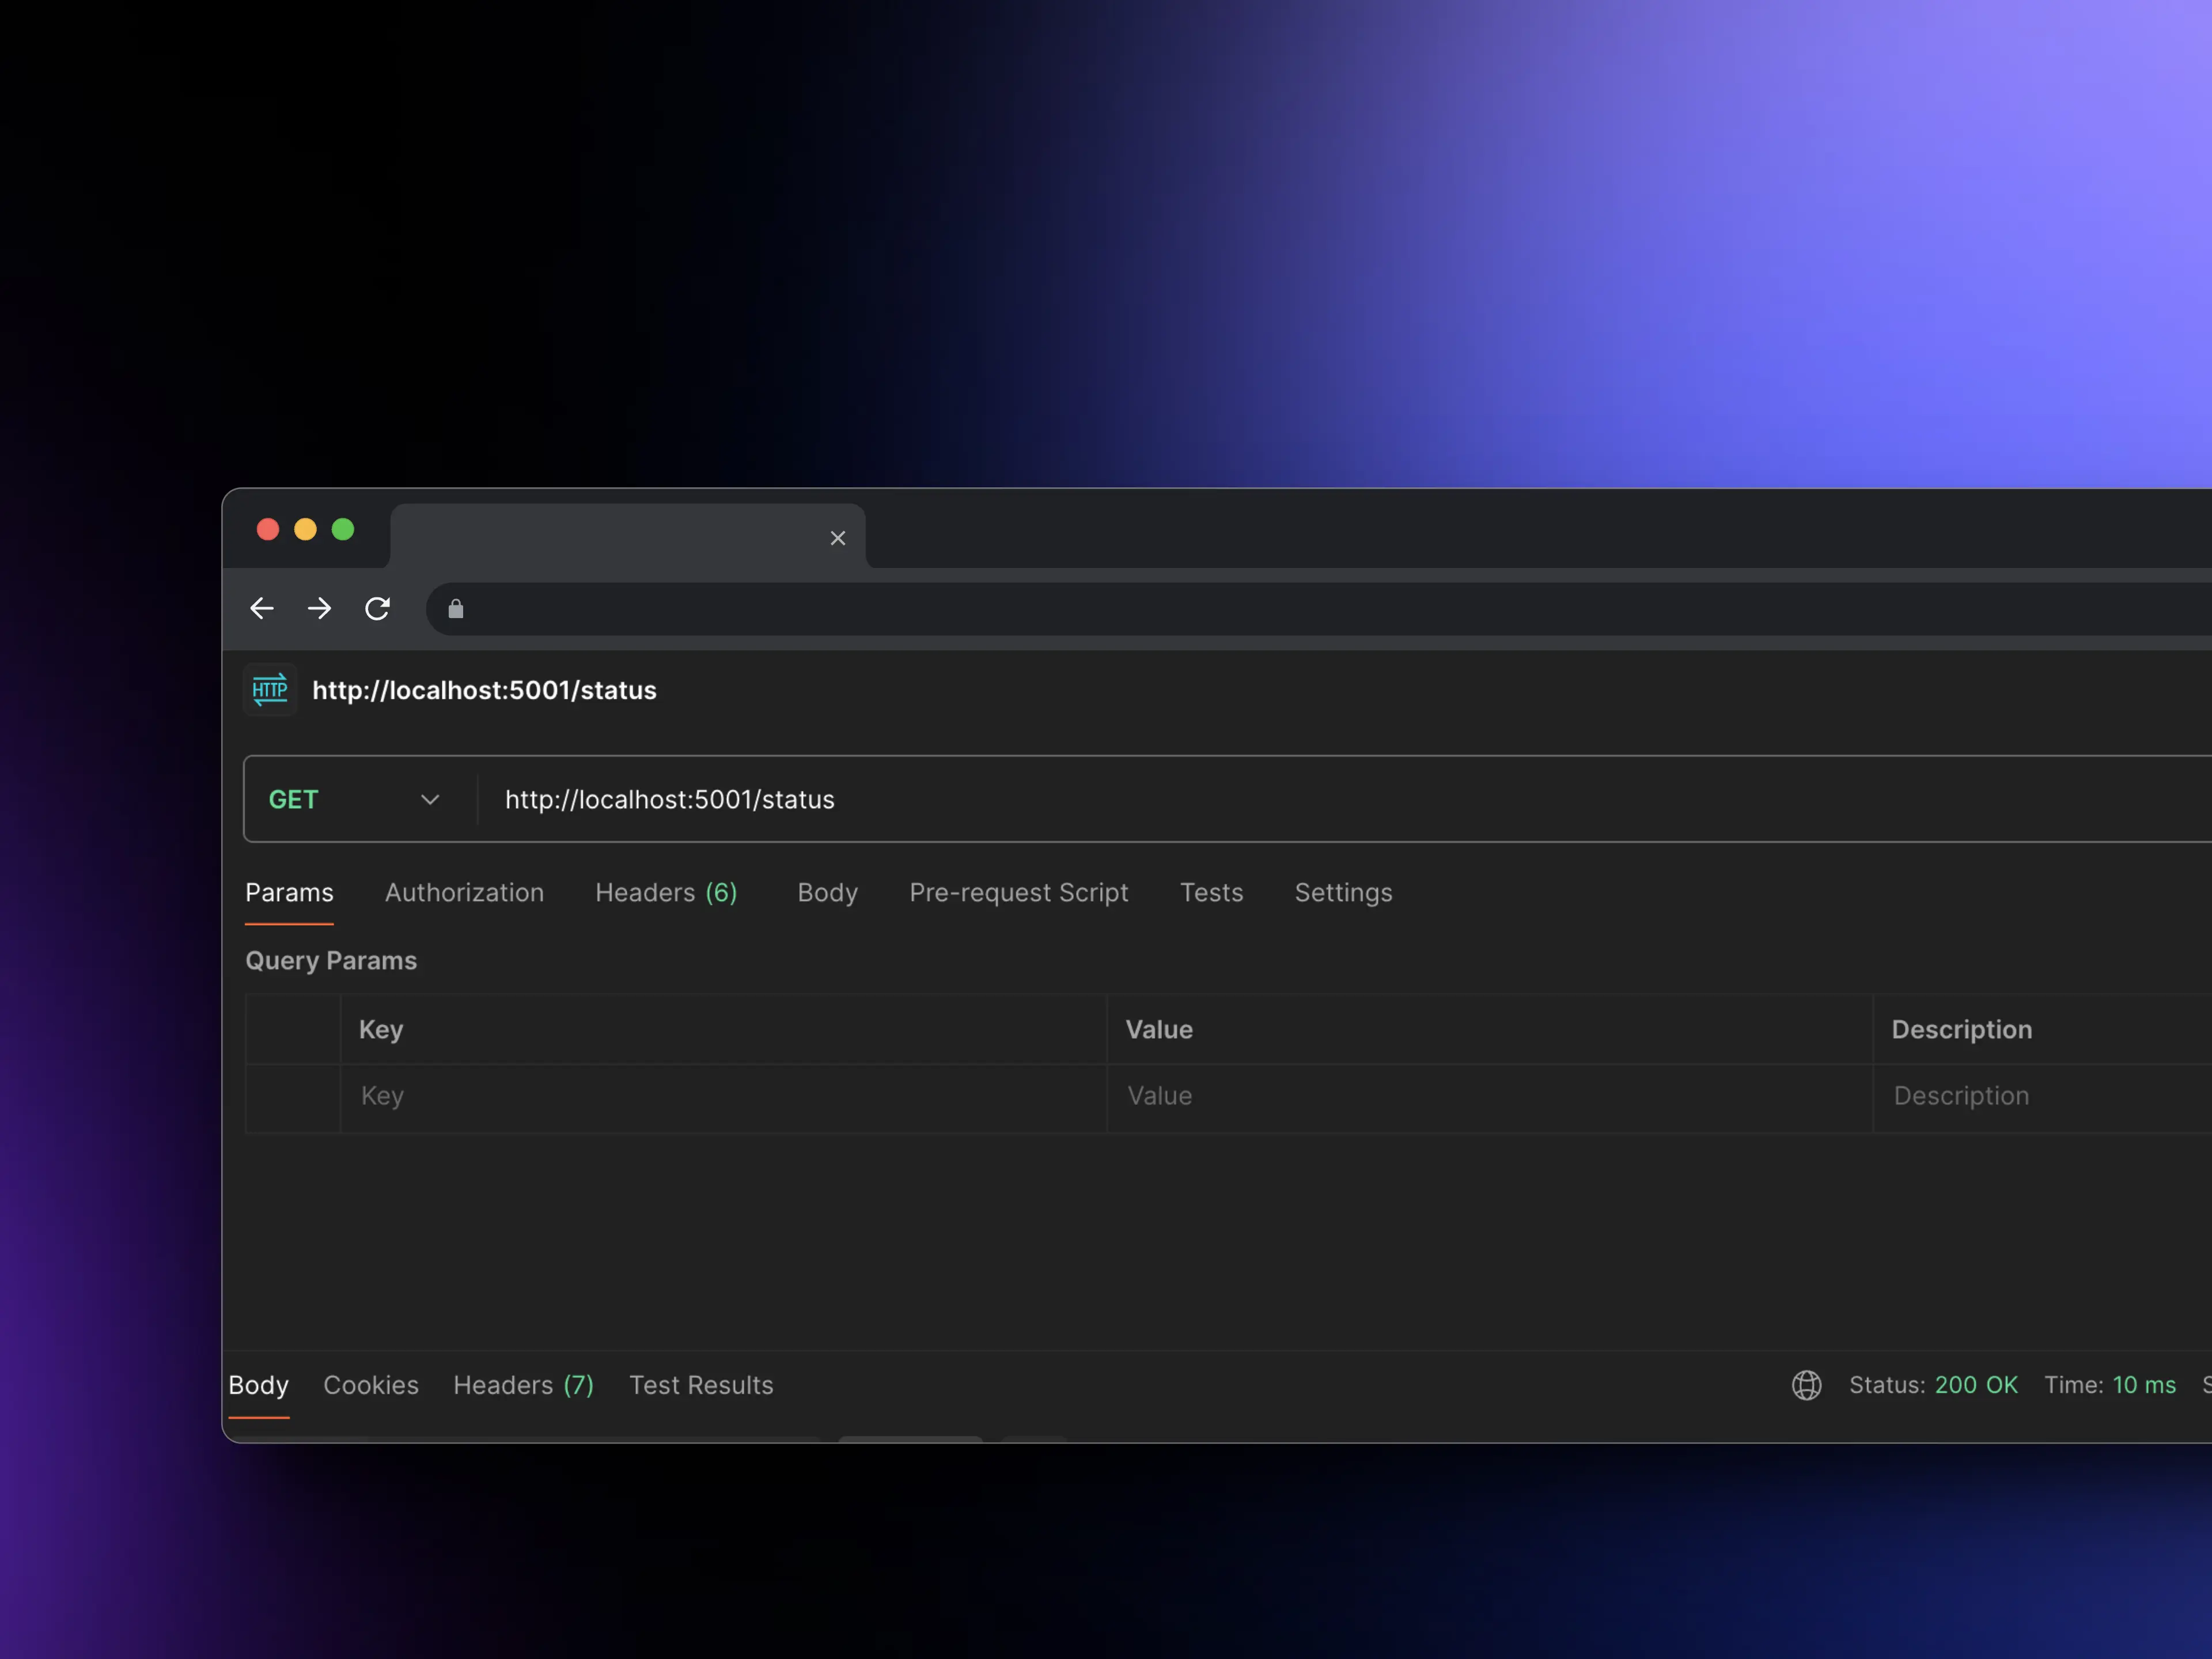 HTTP http://localhost:5001/status
GET http://localhost:5001/status
Params Authorization Headers (6) Body Pre-request Script Tests Settings
Query Params
Key Value Description
Key Value Description
Body Cookies Headers (7) Test Results Status: 200 OK Time: 10 ms